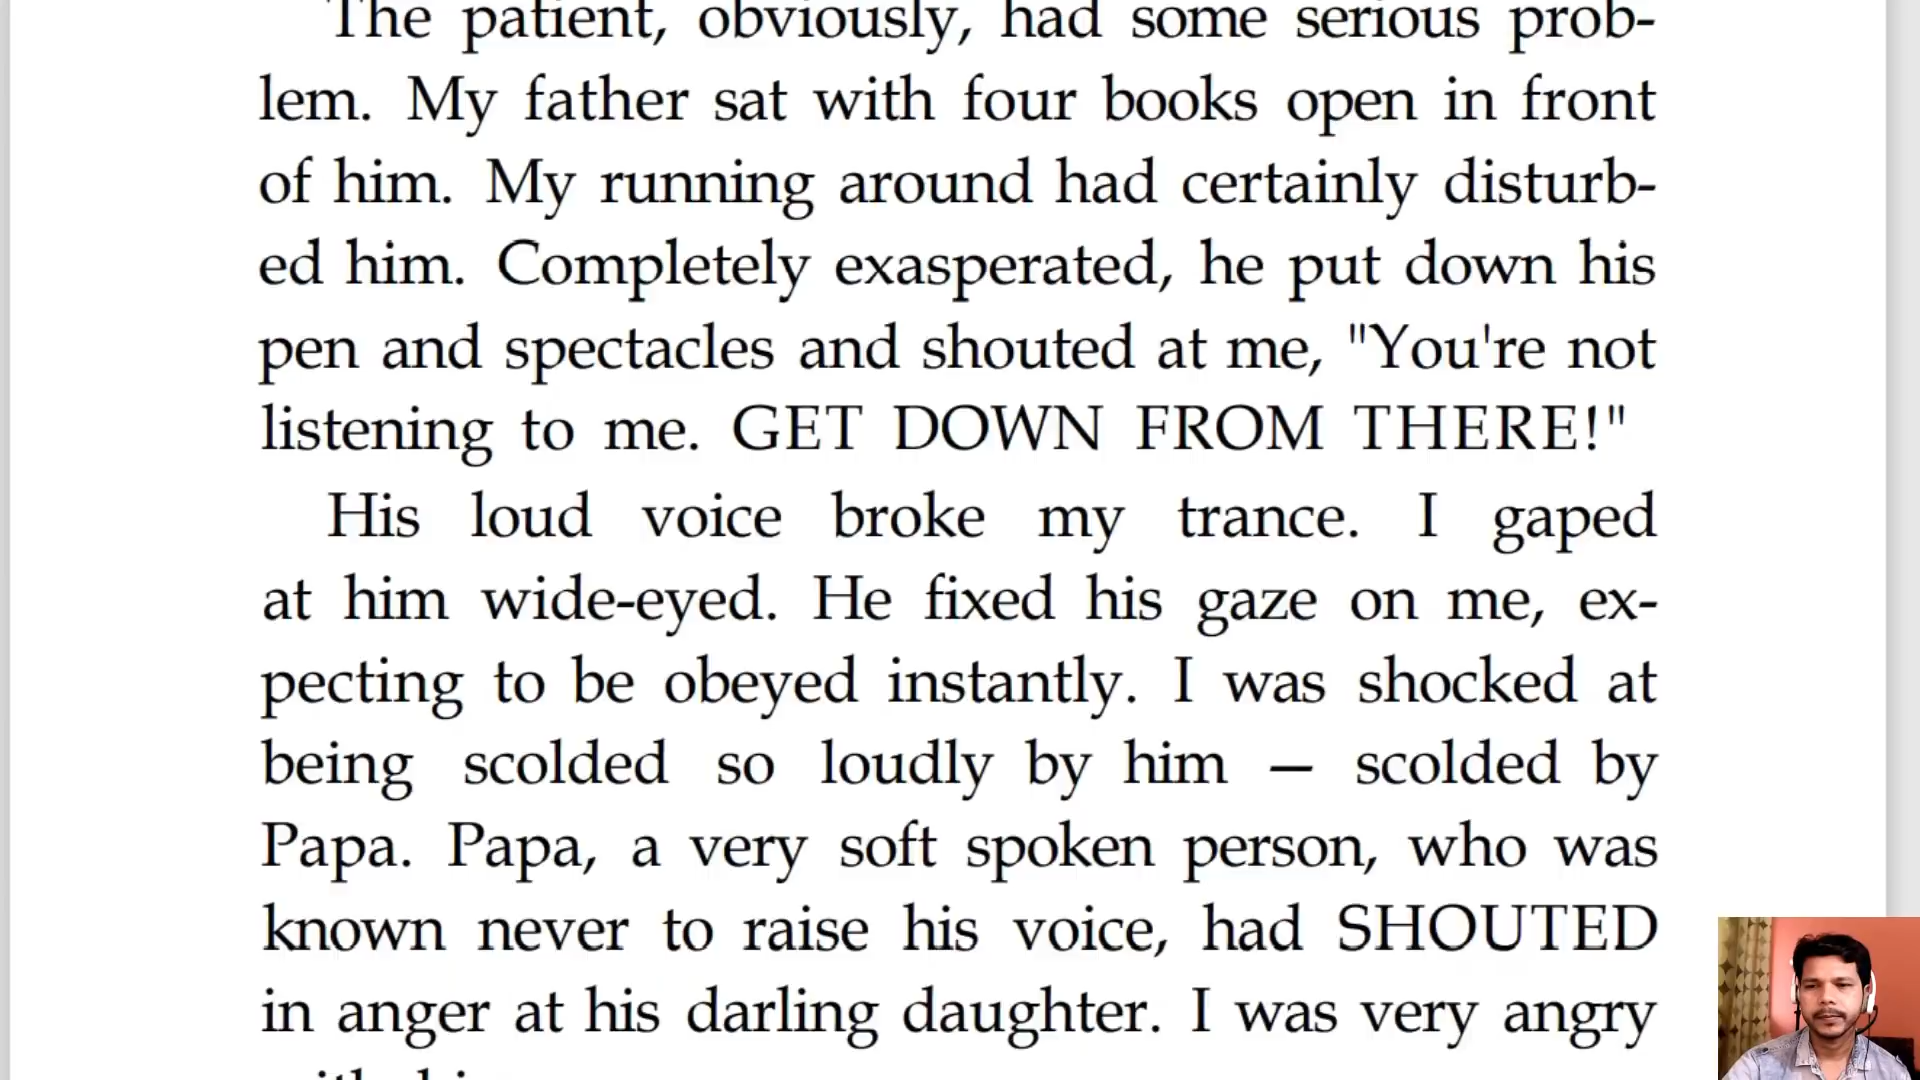 The patient, obviously, had some serious prob-
lem. My father sat with four books open in front
of him. My running around had certainly disturb-
ed him. Completely exasperated, he put down his
pen and spectacles and shouted at me, "You're not
listening to me. GET DOWN FROM THERE!"
His loud voice broke my trance. I gaped
at him wide-eyed. He fixed his gaze on me, ex-
pecting to be obeyed instantly. I was shocked at
being scolded so loudly by him — scolded by
Papa. Papa, a very soft spoken person, who was
known never to raise his voice, had SHOUTED
in anger at his darling daughter. I was very angry